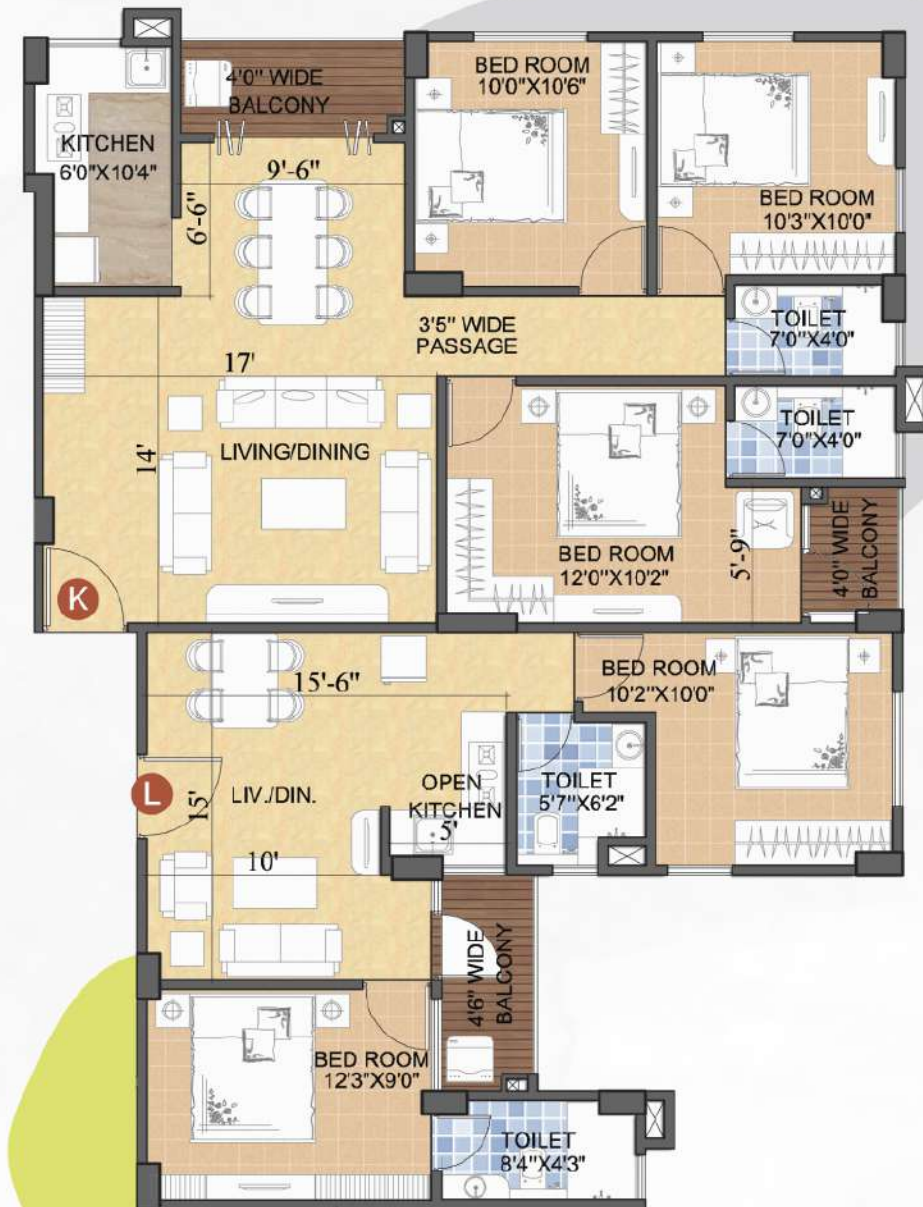 4'0" WIDE
BALCONY
BED ROOM
10'0"X10'6"
KITCHEN
6'0"X10'4"
9'-6"
6'-6"
BED ROOM
10'3"X10'0"
3'5" WIDE
PASSAGE
TOILET
7'0"X4'0"
17'
TOILET
7'0"X4'0"
14'
LIVING/DINING
BED ROOM
12'0"X10'2"
5'-9"
4'0" WIDE
BALCONY
K
15'-6"
BED ROOM
10'2"X10'0"
L
15'
LIV./DIN.
OPEN
KITCHEN
5'
TOILET
5'7"X6'2"
10'
4'6" WIDE
BALCONY
BED ROOM
12'3"X9'0"
TOILET
8'4"X4'3"